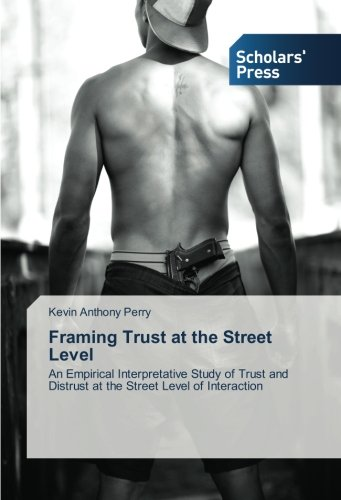 Scholars'
Press
Kevin Anthony Perry
Framing Trust at the Street
Level
An Empirical Interpretative Study of Trust and
Distrust at the Street Level of Interaction